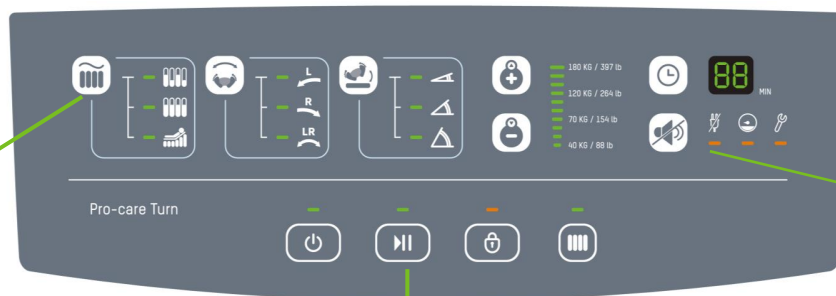 L
R
LR
180 KG / 397 lb
120 KG / 264 lb
70 KG / 154 lb
40 KG / 88 lb
88
MIN
Pro-care Turn